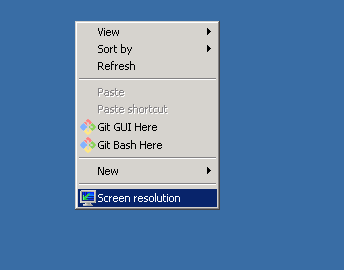 View
Sort by
Refresh
Paste
Paste shortcut
Git GUI Here
Git Bash Here
New
Screen resolution